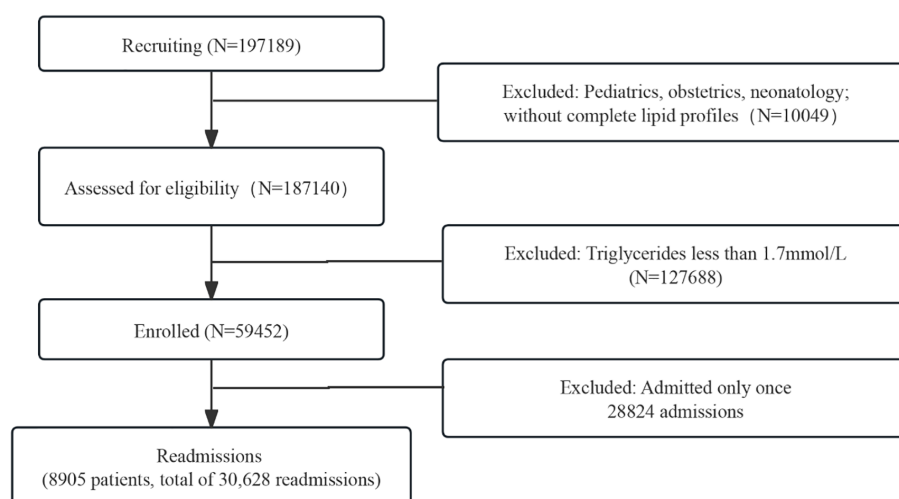 Recruiting (N=197189)
Excluded: Pediatrics, obstetrics, neonatology;
without complete lipid profiles（N=10049）
Assessed for eligibility（N=187140）
Excluded: Triglycerides less than 1.7mmol/L
(N=127688)
Enrolled (N=59452)
Excluded: Admitted only once
28824 admissions
Readmissions
(8905 patients, total of 30,628 readmissions)